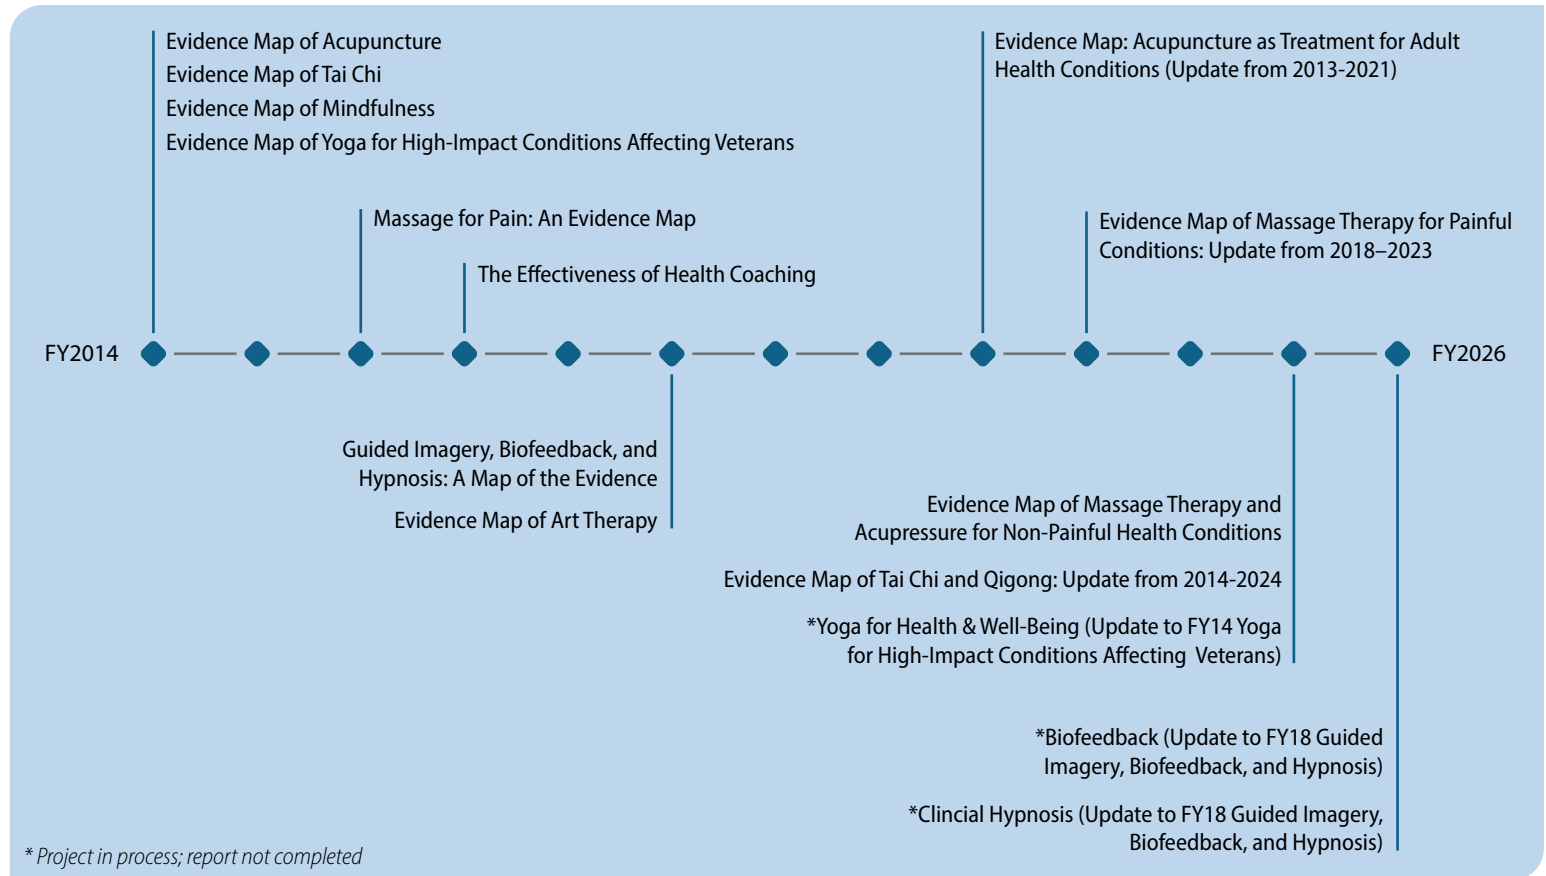 Evidence Map of Acupuncture
Evidence Map of Tai Chi
Evidence Map of Mindfulness
Evidence Map of Yoga for High-Impact Conditions Affecting Veterans
Massage for Pain: An Evidence Map
The Effectiveness of Health Coaching
Evidence Map: Acupuncture as Treatment for Adult
Health Conditions (Update from 2013-2021)
Evidence Map of Massage Therapy for Painful
Conditions: Update from 2018–2023
FY2014
FY2026
Guided Imagery, Biofeedback, and
Hypnosis: A Map of the Evidence
Evidence Map of Art Therapy
Evidence Map of Massage Therapy and
Acupressure for Non-Painful Health Conditions
Evidence Map of Tai Chi and Qigong: Update from 2014-2024
*Yoga for Health & Well-Being (Update to FY14 Yoga
for High-Impact Conditions Affecting Veterans)
*Biofeedback (Update to FY18 Guided
Imagery, Biofeedback, and Hypnosis)
*Clincial Hypnosis (Update to FY18 Guided Imagery,
Biofeedback, and Hypnosis)
* Project in process; report not completed